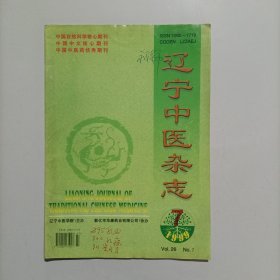 中国自然科学核心期刊
中国中文核心期刊
中国中医药优秀期刊
ISSN 1000-1719
CODEN LIZAEJ
辽宁中医杂志
LIAONING JOURNAL OF
TRADITIONAL CHINESE MEDICINE
7
1999
Vol. 26 No. 7